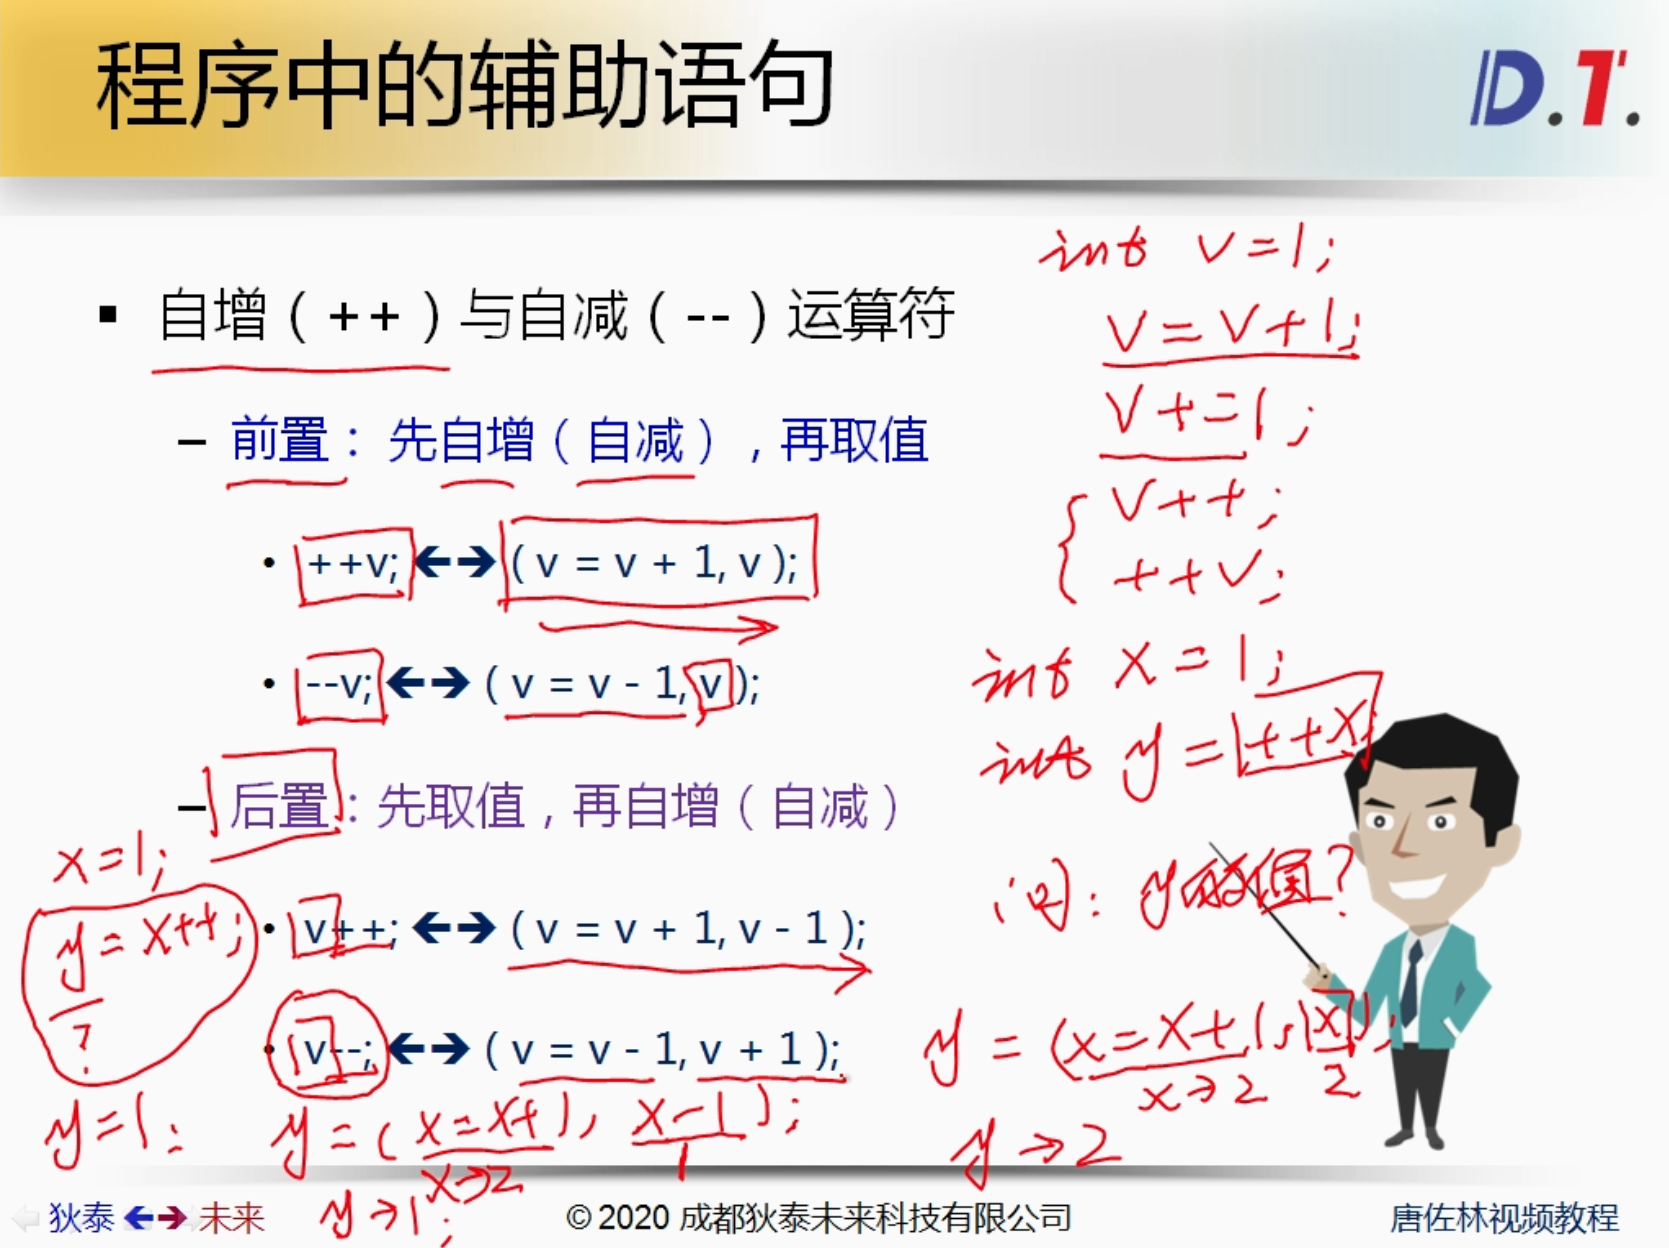 程序中的辅助语句
D.T.
int v=1;
▪ 自增（++）与自减（--）运算符
v=v+1;
v+=1;
– 前置： 先自增（自减），再取值
v++;
• ++v; ←→ ( v = v + 1, v );
++v;
int x=1;
• --v; ←→ ( v = v - 1, v );
int y=++x;
– 后置：先取值，再自增（自减）
x=1;
问: y的值?
y=x++;
?
• v++; ←→ ( v = v + 1, v - 1 );
• v--; ←→ ( v = v - 1, v + 1 );
y=(x=x+1,x);
x→2 2
y=1;
y=(x=x+1, x-1);
x→2 1
y→2
y→1;
狄泰←→未来
©2020 成都狄泰未来科技有限公司
唐佐林视频教程